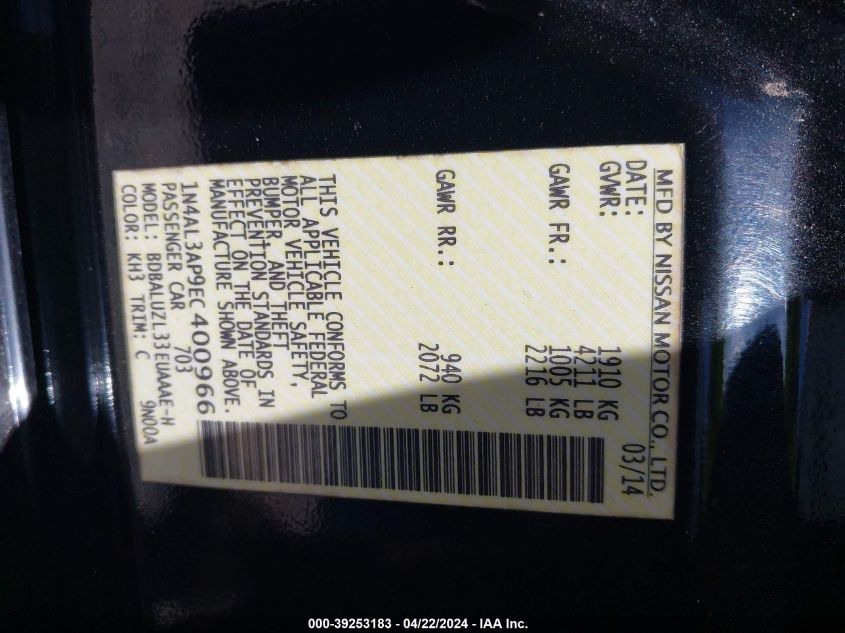 MFD BY NISSAN MOTOR CO., LTD.
DATE: 03/14
GVWR: 1910 KG
4211 LB
GAWR FR.: 1005 KG
2216 LB
GAWR RR.: 940 KG
2072 LB
THIS VEHICLE CONFORMS TO
ALL APPLICABLE FEDERAL
MOTOR VEHICLE SAFETY,
BUMPER, AND THEFT
PREVENTION STANDARDS IN
EFFECT ON THE DATE OF
MANUFACTURE SHOWN ABOVE.
1N4AL3AP9EC400966
PASSENGER CAR 703
MODEL: BDBALUZL33EUAAE-H
COLOR: KH3 TRIM: C 9N00A
000-39253183 - 04/22/2024 - IAA Inc.